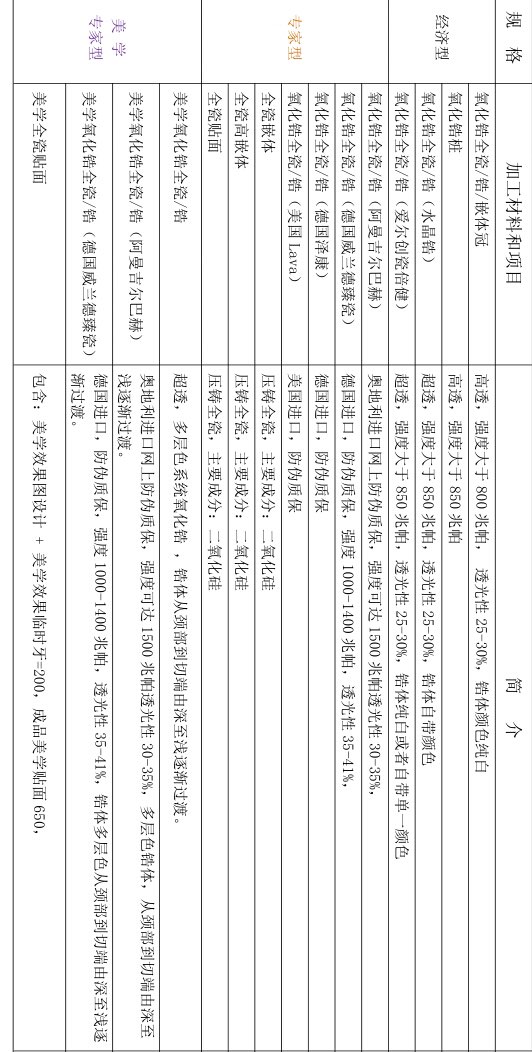 规 格 加工材料和项目 简 介
经济型
氧化锆全瓷/锆/嵌体冠 高透，强度大于 800 兆帕， 透光性 25-30%，锆体颜色纯白
氧化锆桩 高透，强度大于 850 兆帕
氧化锆全瓷/锆（水晶锆） 超透，强度大于 850 兆帕，透光性 25-30%，锆体自带颜色
氧化锆全瓷/锆（爱尔创瓷倍健） 超透，强度大于 850 兆帕，透光性 25-30%，锆体纯白或者自带单一颜色
专家型
氧化锆全瓷/锆（阿曼吉尔巴赫） 奥地利进口网上防伪质保，强度可达 1500 兆帕透光性 30-35%，
氧化锆全瓷/锆（德国威兰德臻瓷） 德国进口，防伪质保，强度 1000-1400 兆帕，透光性 35-41%，
氧化锆全瓷/锆（德国泽康） 德国进口，防伪质保
氧化锆全瓷/锆（美国 Lava） 美国进口，防伪质保
全瓷嵌体 压铸全瓷，主要成分：二氧化硅
全瓷高嵌体 压铸全瓷，主要成分：二氧化硅
全瓷贴面 压铸全瓷，主要成分：二氧化硅
美 学
专家型
美学氧化锆全瓷/锆 超透，多层色系统氧化锆 ，锆体从颈部到切端由深至浅逐渐过渡。
美学氧化锆全瓷/锆（阿曼吉尔巴赫） 奥地利进口网上防伪质保，强度可达 1500 兆帕透光性 30-35%， 多层色锆体，从颈部到切端由深至
浅逐渐过渡。
美学氧化锆全瓷/锆（德国威兰德臻瓷） 德国进口，防伪质保，强度 1000-1400 兆帕，透光性 35-41%，锆体多层色从颈部到切端由深至浅逐
渐过渡。
美学全瓷贴面 包含：美学效果图设计 + 美学效果临时牙=200，成品美学贴面 650，